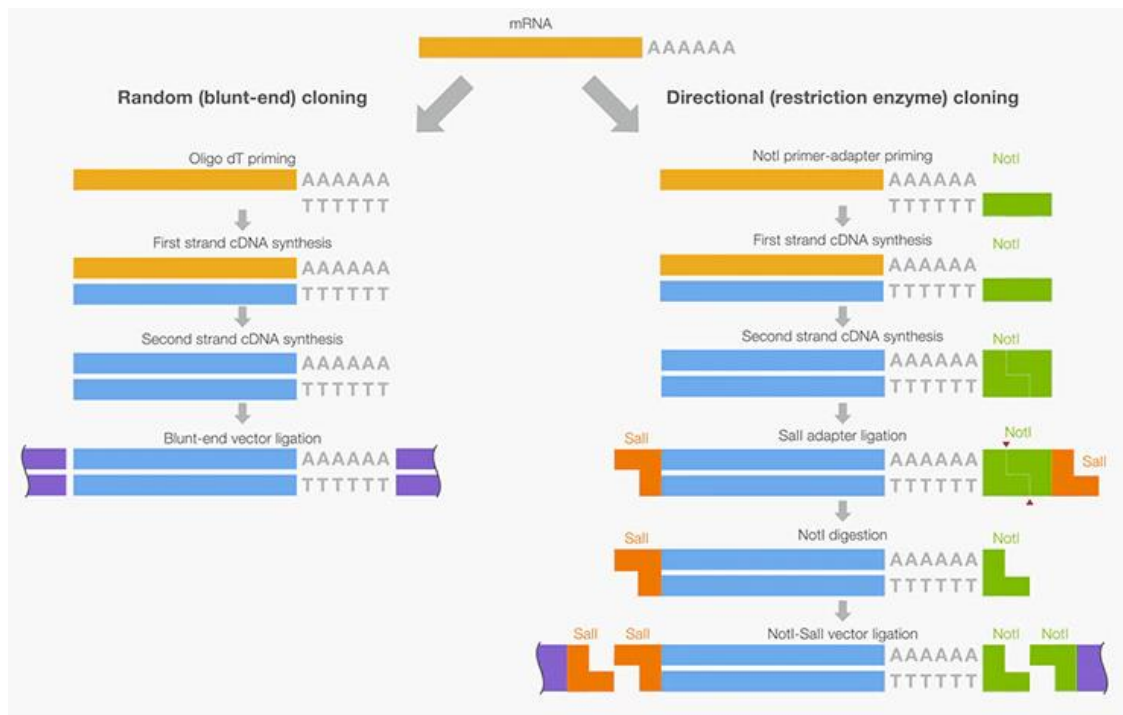 mRNA
AAAAAA
Random (blunt-end) cloning
Oligo dT priming
AAAAAA
TTTTTT
First strand cDNA synthesis
AAAAAA
TTTTTT
Second strand cDNA synthesis
AAAAAA
TTTTTT
Blunt-end vector ligation
AAAAAA
TTTTTT
Directional (restriction enzyme) cloning
NotI primer-adapter priming NotI
AAAAAA
TTTTTT
First strand cDNA synthesis NotI
AAAAAA
TTTTTT
Second strand cDNA synthesis NotI
AAAAAA
TTTTTT
SalI SalI adapter ligation NotI
AAAAAA SalI
TTTTTT
SalI NotI digestion NotI
AAAAAA
TTTTTT
SalI SalI NotI-SalI vector ligation NotI NotI
AAAAAA
TTTTTT